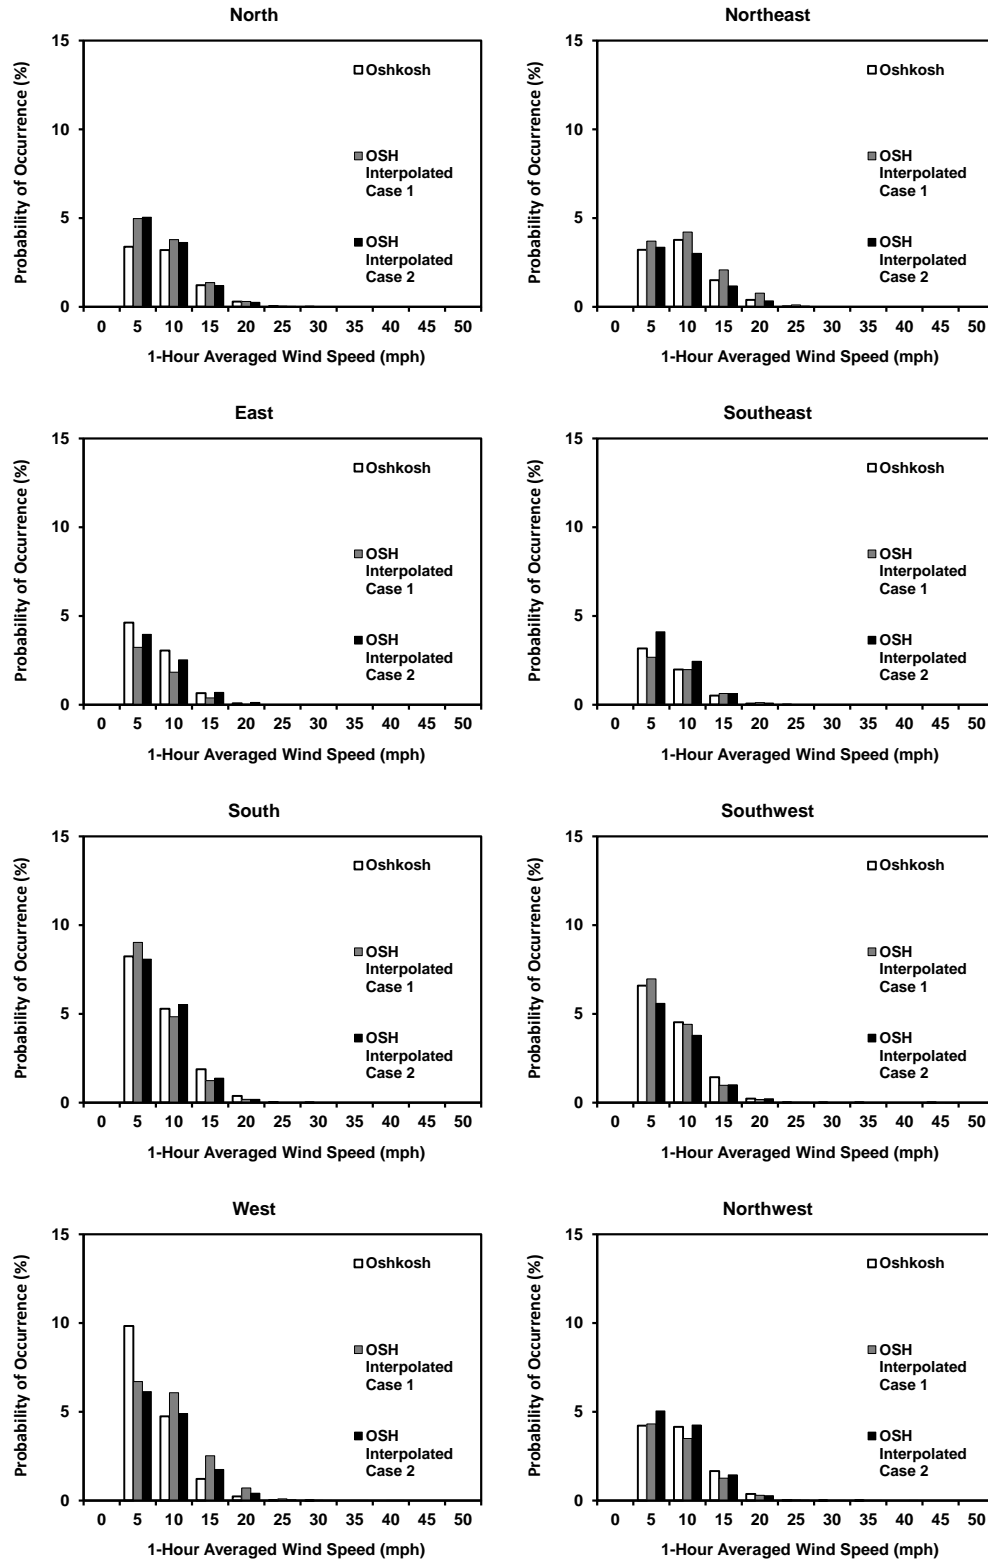 North
15
10
5
0
Probability of Occurrence (%)
Oshkosh
OSH
Interpolated
Case 1
OSH
Interpolated
Case 2
0 5 10 15 20 25 30 35 40 45 50
1-Hour Averaged Wind Speed (mph)
Northeast
15
10
5
0
Probability of Occurrence (%)
Oshkosh
OSH
Interpolated
Case 1
OSH
Interpolated
Case 2
0 5 10 15 20 25 30 35 40 45 50
1-Hour Averaged Wind Speed (mph)
East
15
10
5
0
Probability of Occurrence (%)
Oshkosh
OSH
Interpolated
Case 1
OSH
Interpolated
Case 2
0 5 10 15 20 25 30 35 40 45 50
1-Hour Averaged Wind Speed (mph)
Southeast
15
10
5
0
Probability of Occurrence (%)
Oshkosh
OSH
Interpolated
Case 1
OSH
Interpolated
Case 2
0 5 10 15 20 25 30 35 40 45 50
1-Hour Averaged Wind Speed (mph)
South
15
10
5
0
Probability of Occurrence (%)
Oshkosh
OSH
Interpolated
Case 1
OSH
Interpolated
Case 2
0 5 10 15 20 25 30 35 40 45 50
1-Hour Averaged Wind Speed (mph)
Southwest
15
10
5
0
Probability of Occurrence (%)
Oshkosh
OSH
Interpolated
Case 1
OSH
Interpolated
Case 2
0 5 10 15 20 25 30 35 40 45 50
1-Hour Averaged Wind Speed (mph)
West
15
10
5
0
Probability of Occurrence (%)
Oshkosh
OSH
Interpolated
Case 1
OSH
Interpolated
Case 2
0 5 10 15 20 25 30 35 40 45 50
1-Hour Averaged Wind Speed (mph)
Northwest
15
10
5
0
Probability of Occurrence (%)
Oshkosh
OSH
Interpolated
Case 1
OSH
Interpolated
Case 2
0 5 10 15 20 25 30 35 40 45 50
1-Hour Averaged Wind Speed (mph)